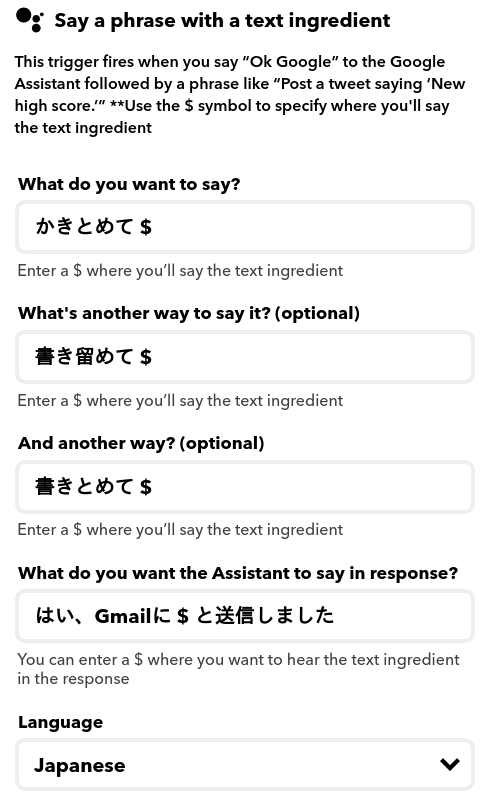 Say a phrase with a text ingredient
This trigger fires when you say “Ok Google” to the Google
Assistant followed by a phrase like “Post a tweet saying ‘New
high score.’” **Use the $ symbol to specify where you'll say
the text ingredient
What do you want to say?
かきとめて $
Enter a $ where you’ll say the text ingredient
What's another way to say it? (optional)
書き留めて $
Enter a $ where you’ll say the text ingredient
And another way? (optional)
書きとめて $
Enter a $ where you’ll say the text ingredient
What do you want the Assistant to say in response?
はい、Gmailに $ と送信しました
You can enter a $ where you want to hear the text ingredient
in the response
Language
Japanese